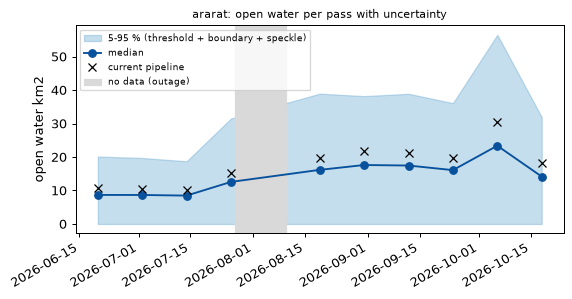 ararat: open water per pass with uncertainty
5-95 % (threshold + boundary + speckle)
median
current pipeline
no data (outage)
open water km2
50
40
30
20
10
0
2026-06-15
2026-07-01
2026-07-15
2026-08-01
2026-08-15
2026-09-01
2026-09-15
2026-10-01
2026-10-15